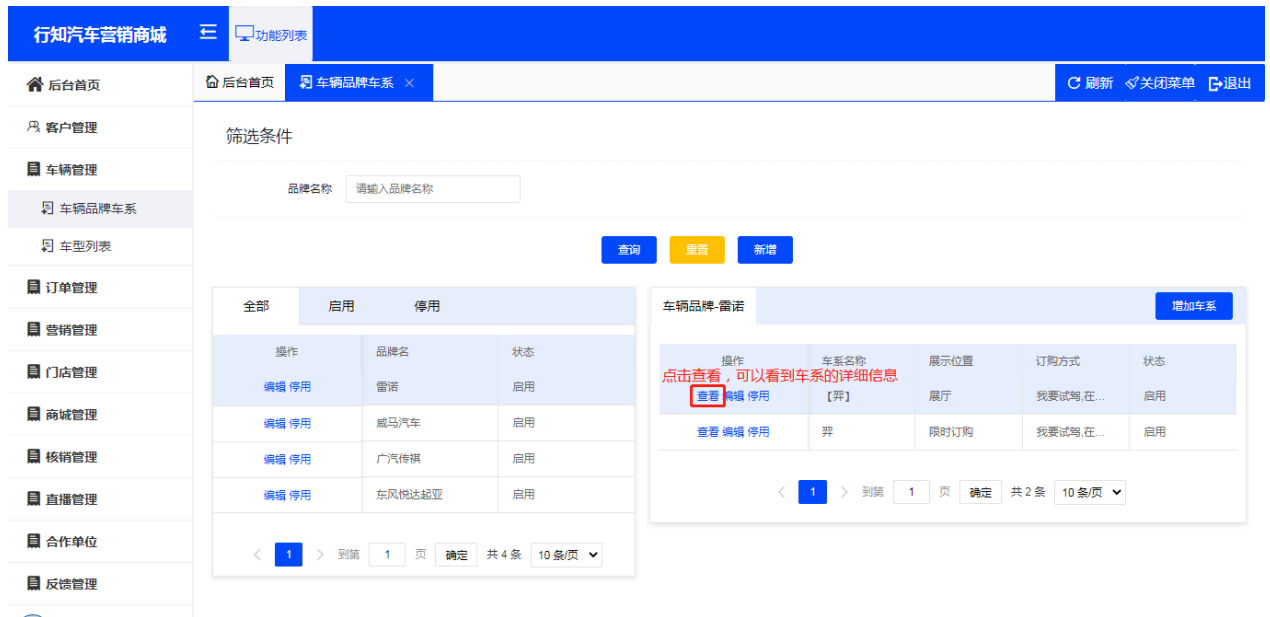 行知汽车营销商城
功能列表
后台首页
车辆品牌车系 ×
刷新 关闭菜单 退出
后台首页
客户管理
车辆管理
车辆品牌车系
车型列表
订单管理
营销管理
门店管理
商城管理
核销管理
直播管理
合作单位
反馈管理
筛选条件
品牌名称 请输入品牌名称
查询 重置 新增
全部 启用 停用
操作 品牌名 状态
编辑 停用 雷诺 启用
编辑 停用 威马汽车 启用
编辑 停用 广汽传祺 启用
编辑 停用 东风悦达起亚 启用
< 1 > 到第 1 页 确定 共 4 条 10 条/页
车辆品牌-雷诺 增加车系
操作 车系名称 展示位置 订购方式 状态
点击查看，可以看到车系的详细信息
查看 编辑 停用 【羿】 展厅 我要试驾,在... 启用
查看 编辑 停用 羿 限时订购 我要试驾,在... 启用
< 1 > 到第 1 页 确定 共 2 条 10 条/页